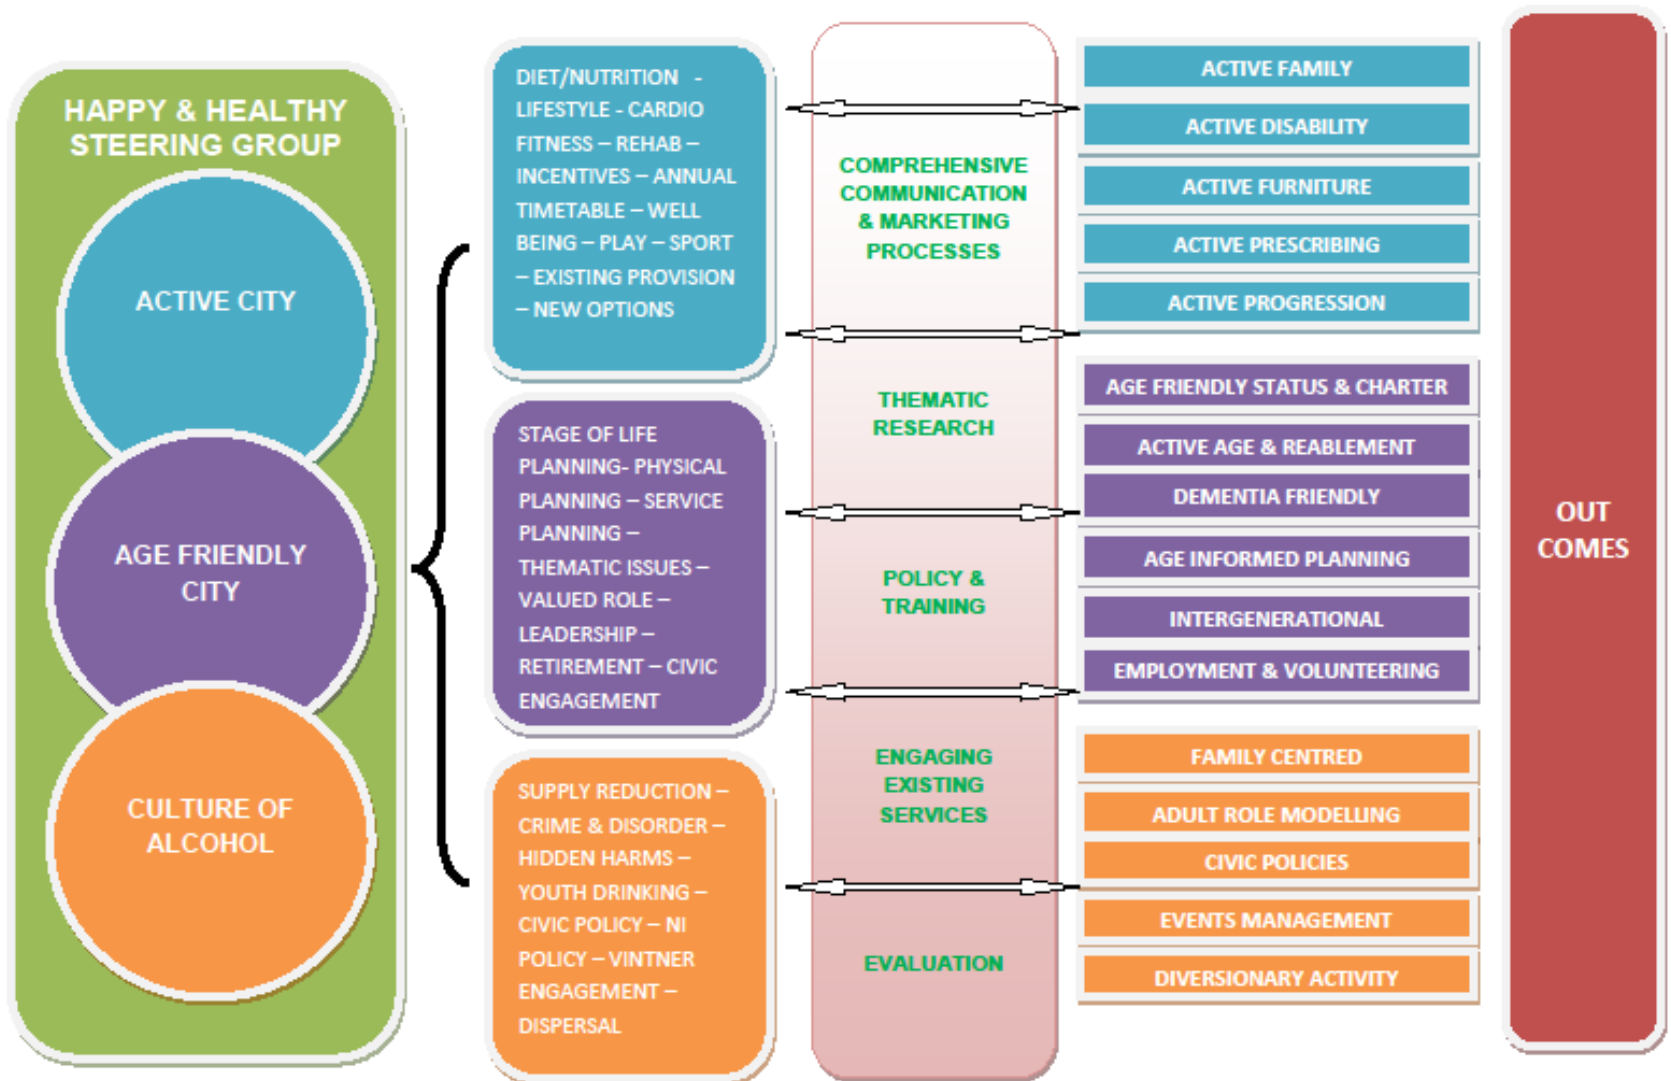 HAPPY & HEALTHY
STEERING GROUP
ACTIVE CITY
AGE FRIENDLY
CITY
CULTURE OF
ALCOHOL
DIET/NUTRITION -
LIFESTYLE - CARDIO
FITNESS – REHAB –
INCENTIVES – ANNUAL
TIMETABLE – WELL
BEING – PLAY – SPORT
– EXISTING PROVISION
– NEW OPTIONS
STAGE OF LIFE
PLANNING- PHYSICAL
PLANNING – SERVICE
PLANNING –
THEMATIC ISSUES –
VALUED ROLE –
LEADERSHIP –
RETIREMENT – CIVIC
ENGAGEMENT
SUPPLY REDUCTION –
CRIME & DISORDER –
HIDDEN HARMS –
YOUTH DRINKING –
CIVIC POLICY – NI
POLICY – VINTNER
ENGAGEMENT –
DISPERSAL
COMPREHENSIVE
COMMUNICATION
& MARKETING
PROCESSES
THEMATIC
RESEARCH
POLICY &
TRAINING
ENGAGING
EXISTING
SERVICES
EVALUATION
ACTIVE FAMILY
ACTIVE DISABILITY
ACTIVE FURNITURE
ACTIVE PRESCRIBING
ACTIVE PROGRESSION
AGE FRIENDLY STATUS & CHARTER
ACTIVE AGE & REABLEMENT
DEMENTIA FRIENDLY
AGE INFORMED PLANNING
INTERGENERATIONAL
EMPLOYMENT & VOLUNTEERING
FAMILY CENTRED
ADULT ROLE MODELLING
CIVIC POLICIES
EVENTS MANAGEMENT
DIVERSIONARY ACTIVITY
OUT
COMES